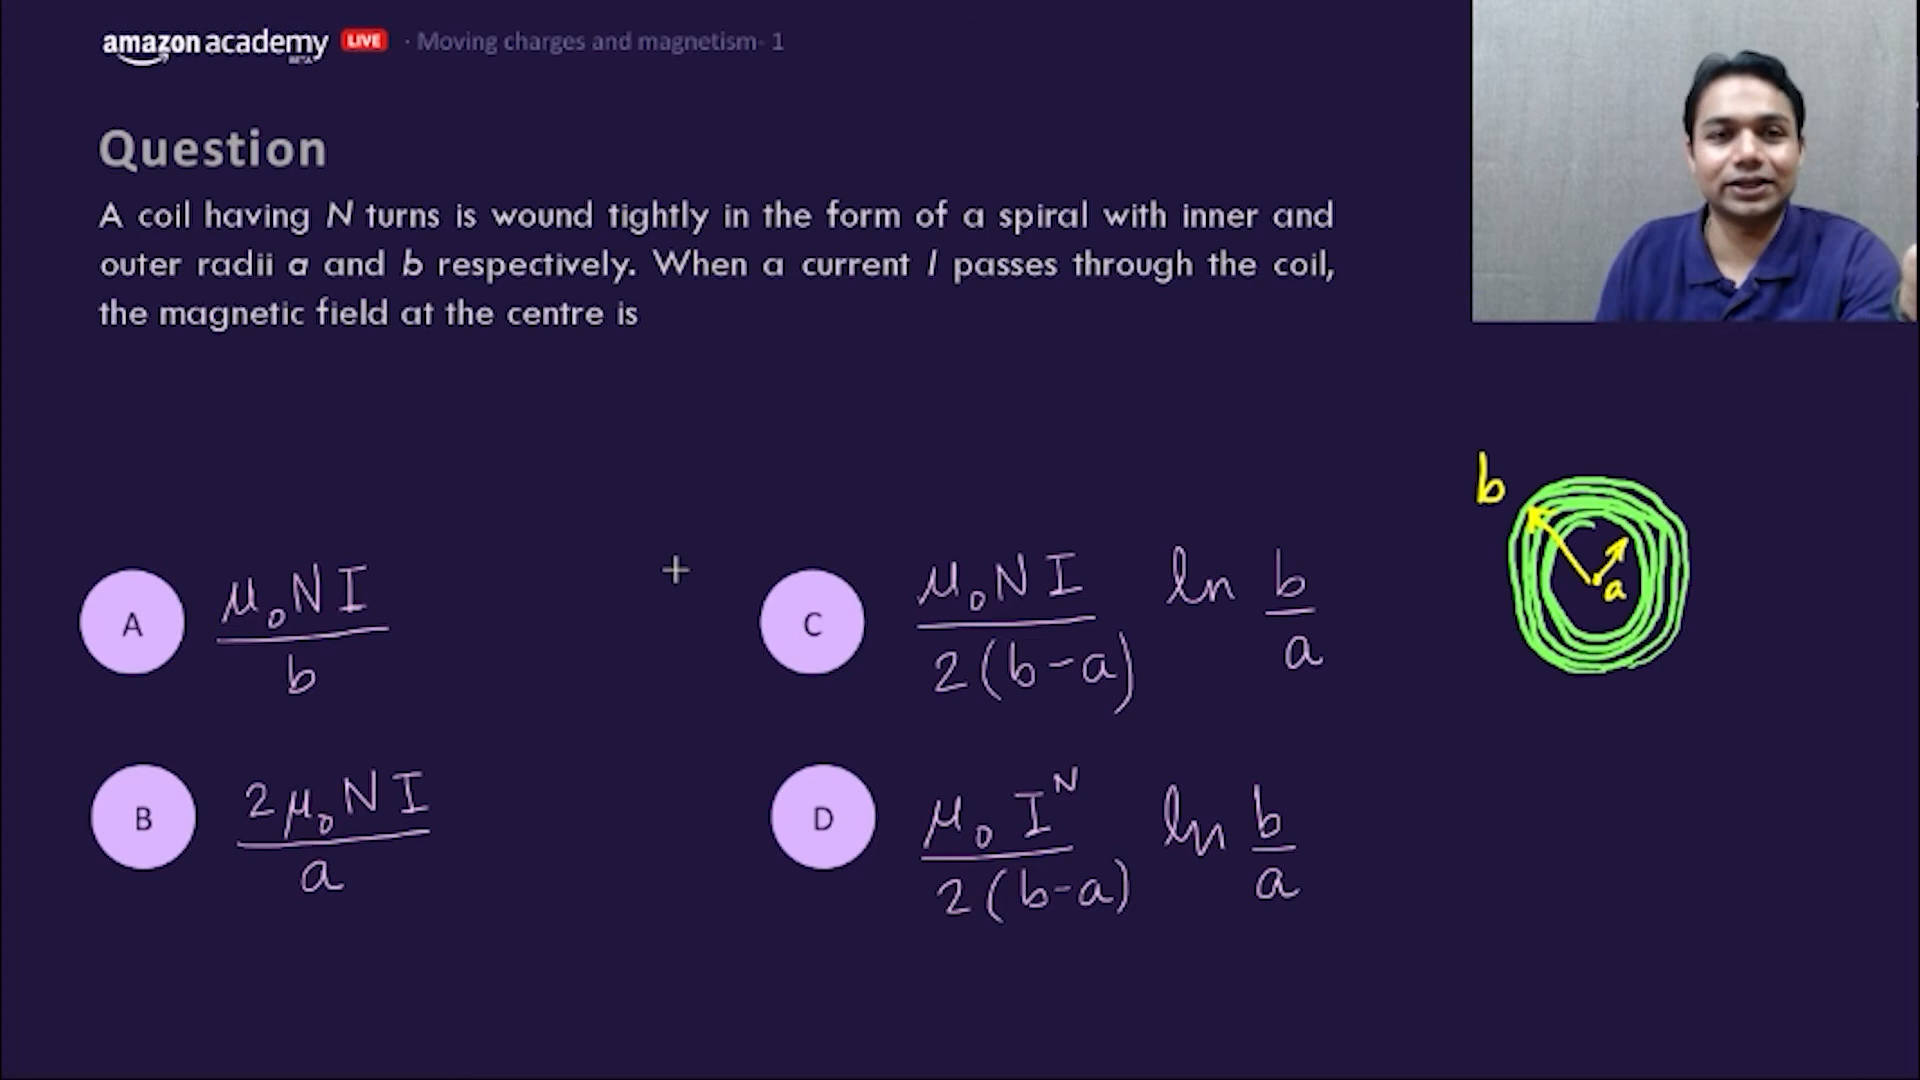 amazon academy LIVE · Moving charges and magnetism- 1
BETA
Question
A coil having N turns is wound tightly in the form of a spiral with inner and
outer radii a and b respectively. When a current I passes through the coil,
the magnetic field at the centre is
b
a
A μ₀NI / b
C μ₀NI / 2(b-a) ln b / a
B 2μ₀NI / a
D μ₀I^N / 2(b-a) ln b / a